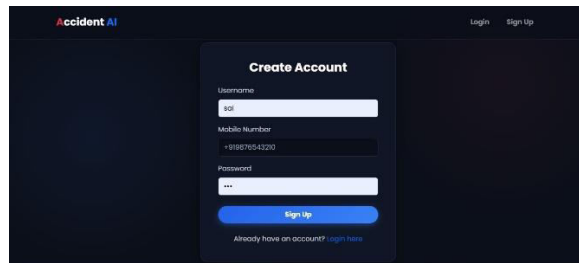 Accident AI
Login Sign Up
Create Account
Username
sai
Mobile Number
+919876543210
Password
•••
Sign Up
Already have an account? Login here